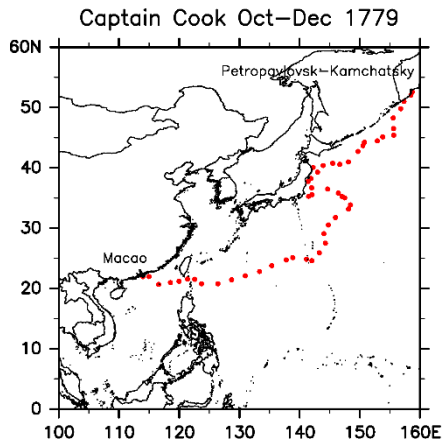 Captain Cook Oct-Dec 1779
60N
Petropavlovsk-Kamchatsky
50
40
30
Macao
20
10
0
100 110 120 130 140 150 160E